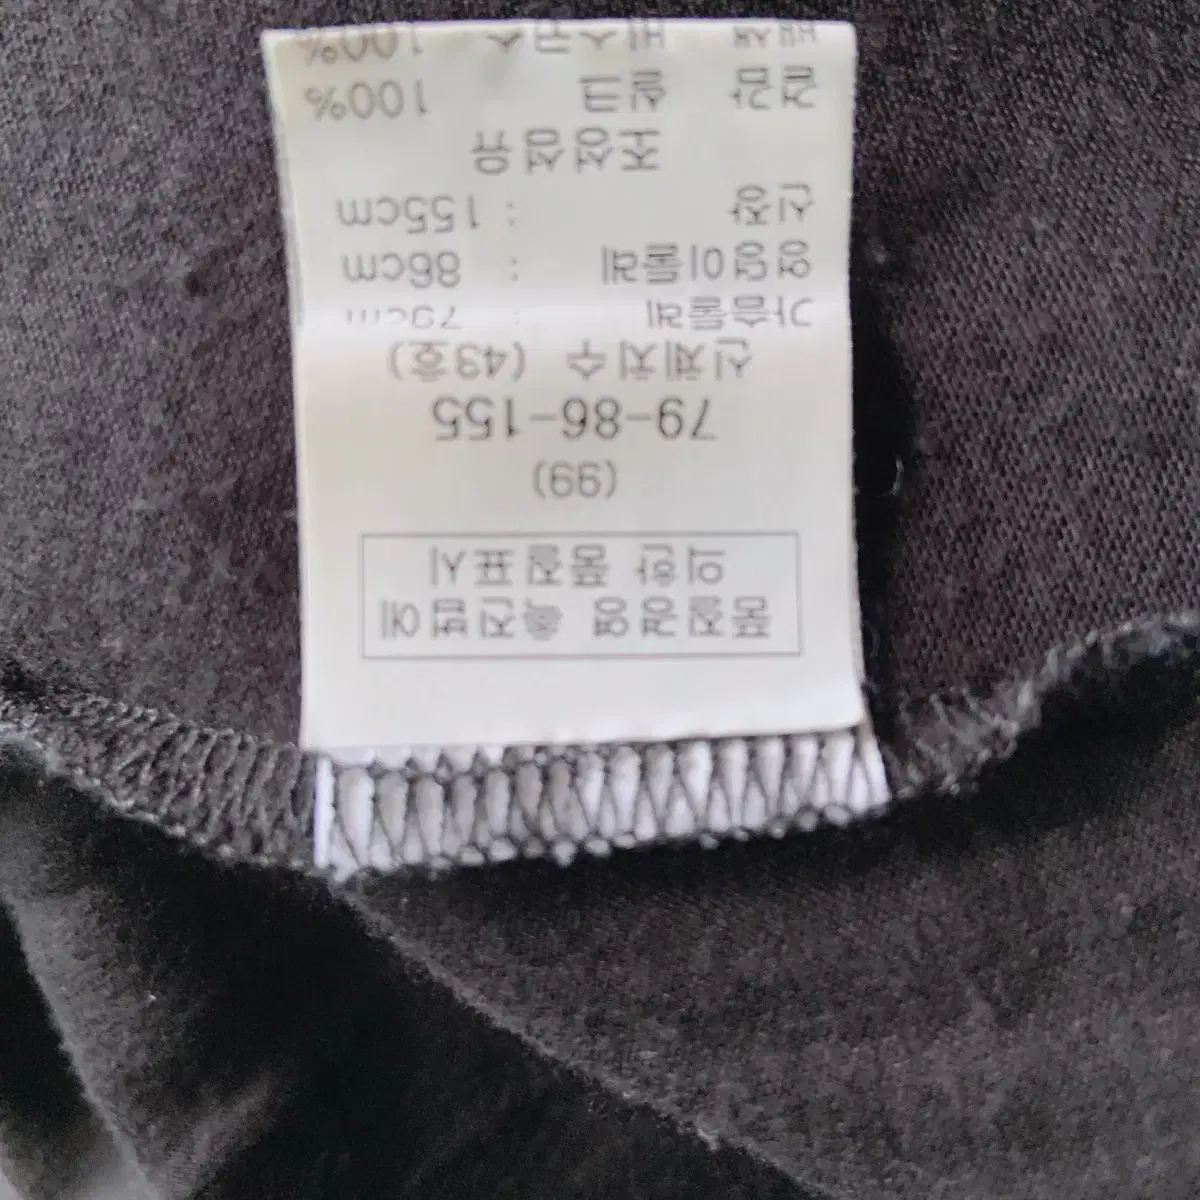 품질경영 촉진법에
의한 품질표시
(66)
79-86-155
신체치수 (43호)
가슴둘레 : 79cm
엉덩이둘레 : 86cm
신장 : 155cm
조성섬유
겉감 실크 100%
배색 비스코스 100%